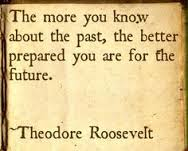 The more you know
about the past, the better
prepared you are for the
future.
~Theodore Roosevelt